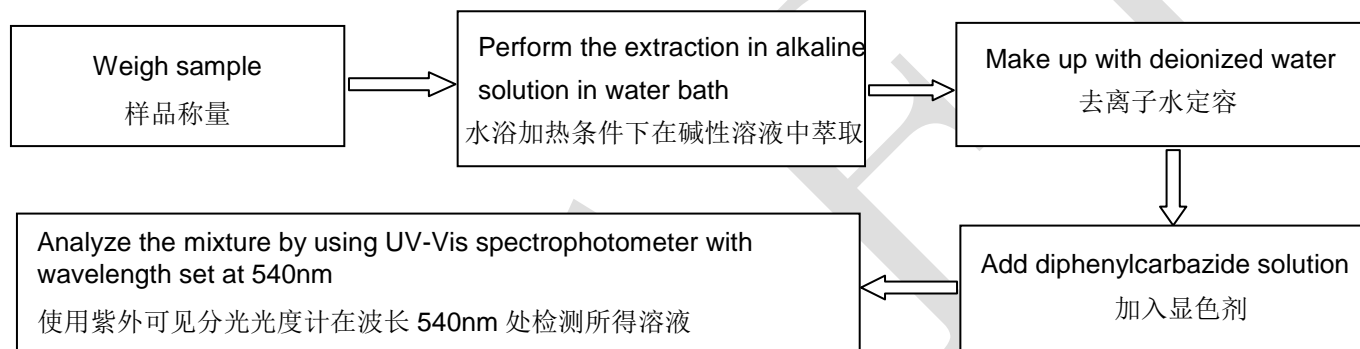 Weigh sample
样品称量
Perform the extraction in alkaline
solution in water bath
水浴加热条件下在碱性溶液中萃取
Make up with deionized water
去离子水定容
Add diphenylcarbazide solution
加入显色剂
Analyze the mixture by using UV-Vis spectrophotometer with
wavelength set at 540nm
使用紫外可见分光光度计在波长 540nm 处检测所得溶液